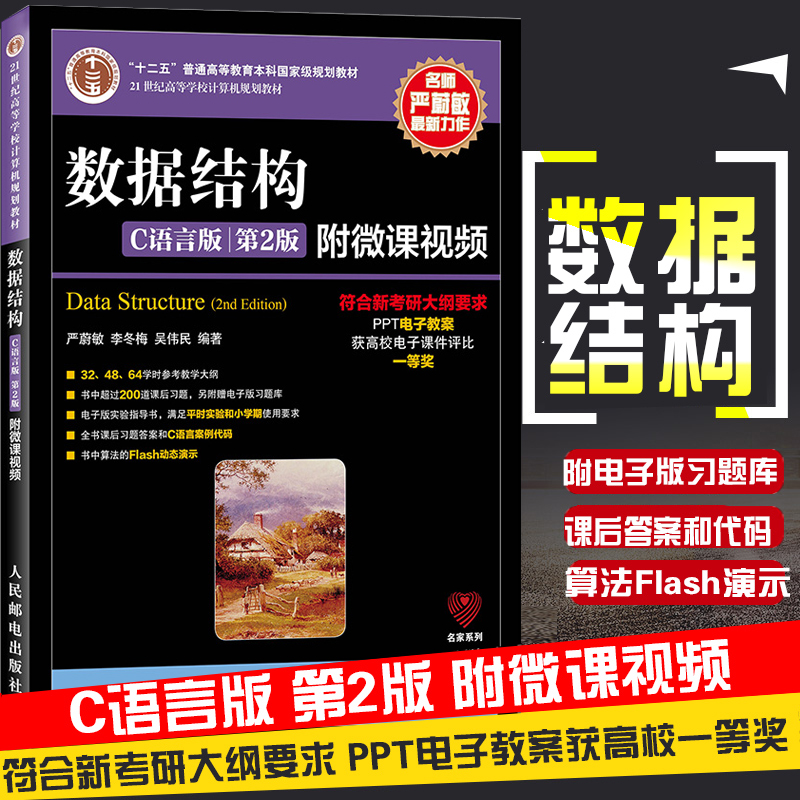 21世纪高等学校计算机规划教材
数据结构
C语言版 第2版
附微课视频
人民邮电出版社
十二五
“十二五”普通高等教育本科国家级规划教材
21世纪高等学校计算机规划教材
名师
严蔚敏
最新力作
数据结构
C语言版 | 第2版
附微课视频
Data Structure (2nd Edition)
严蔚敏 李冬梅 吴伟民 编著
符合新考研大纲要求
PPT电子教案
获高校电子课件评比
一等奖
32、48、64学时参考教学大纲
书中超过200道课后习题，另附赠电子版习题库
电子版实验指导书，满足平时实验和小学期使用要求
全书课后习题答案和C语言案例代码
书中算法的Flash动态演示
名家系列
数据
结构
附电子版习题库
课后答案和代码
算法Flash演示
C语言版 第2版 附微课视频
符合新考研大纲要求 PPT电子教案获高校一等奖